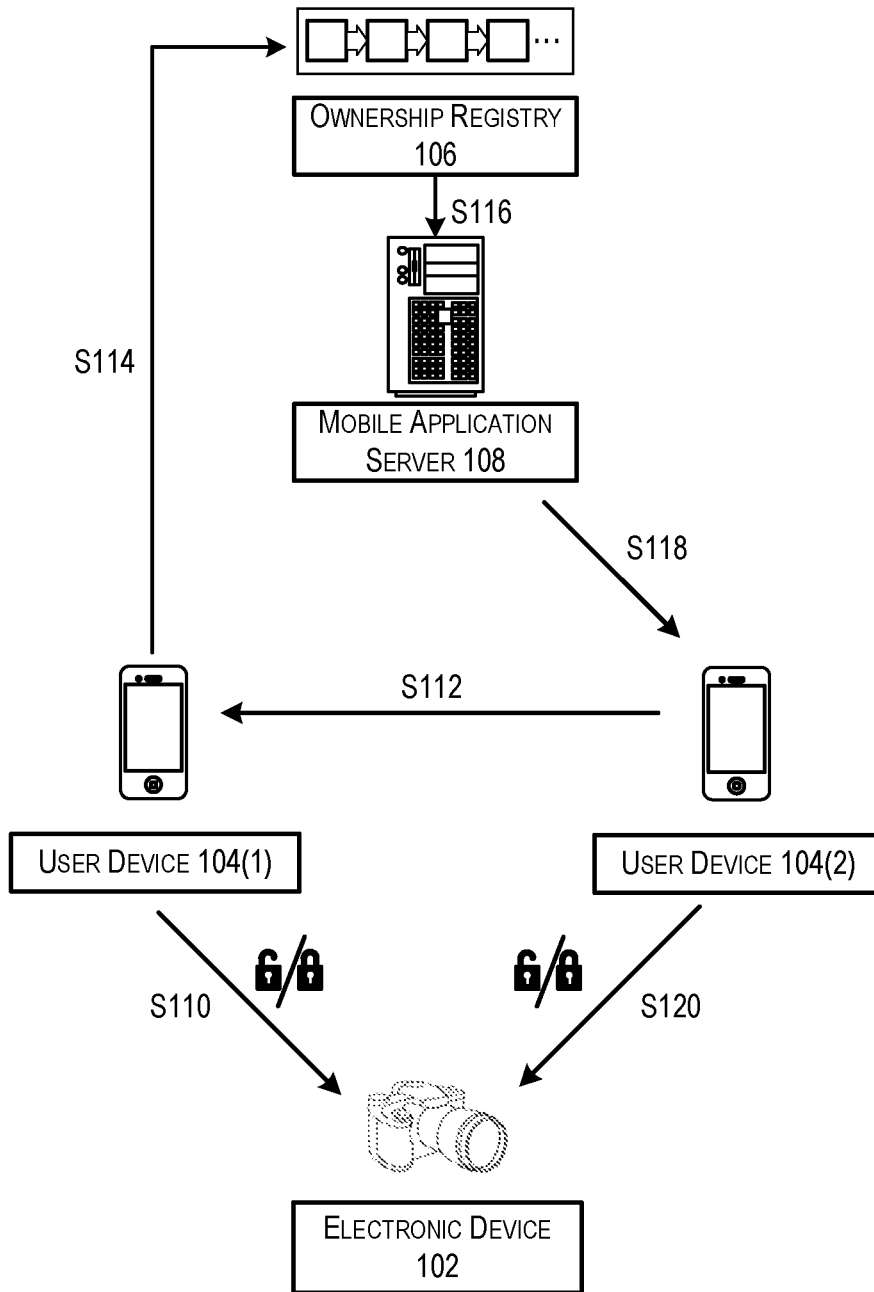 ...
OWNERSHIP REGISTRY
106
S116
S114
MOBILE APPLICATION
SERVER 108
S118
S112
USER DEVICE 104(1)
USER DEVICE 104(2)
S110
S120
ELECTRONIC DEVICE
102